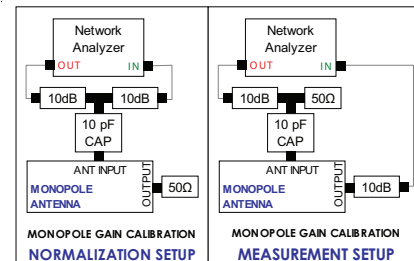 Network
Analyzer
OUT
IN
10dB
10dB
10 pF
CAP
ANT INPUT
MONOPOLE
ANTENNA
OUTPUT
50Ω
MONOPOLE GAIN CALIBRATION
NORMALIZATION SETUP
Network
Analyzer
OUT
IN
10dB
50Ω
10 pF
CAP
ANT INPUT
MONOPOLE
ANTENNA
OUTPUT
10dB
MONOPOLE GAIN CALIBRATION
MEASUREMENT SETUP